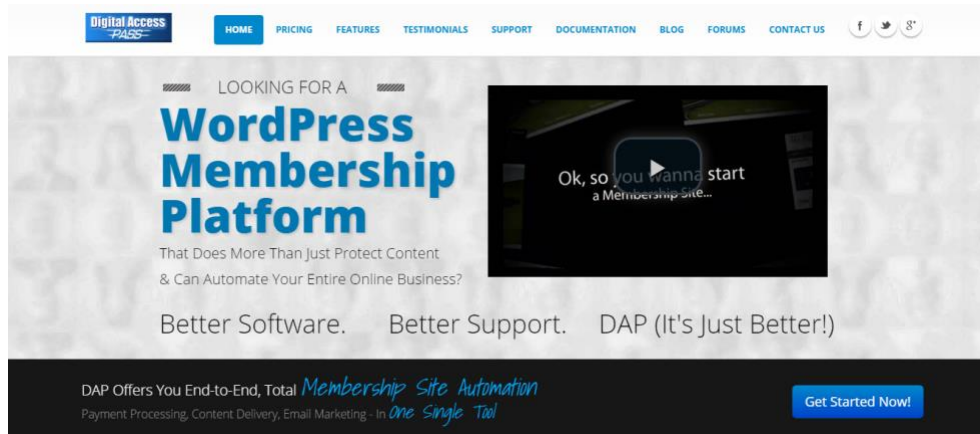 Digital Access
PASS
HOME PRICING FEATURES TESTIMONIALS SUPPORT DOCUMENTATION BLOG FORUMS CONTACT US f g+
LOOKING FOR A
WordPress
Membership
Platform
That Does More Than Just Protect Content
& Can Automate Your Entire Online Business?
Ok, so you wanna start
a Membership Site...
Better Software. Better Support. DAP (It's Just Better!)
DAP Offers You End-to-End, Total Membership Site Automation
Payment Processing, Content Delivery, Email Marketing - In One Single Tool
Get Started Now!